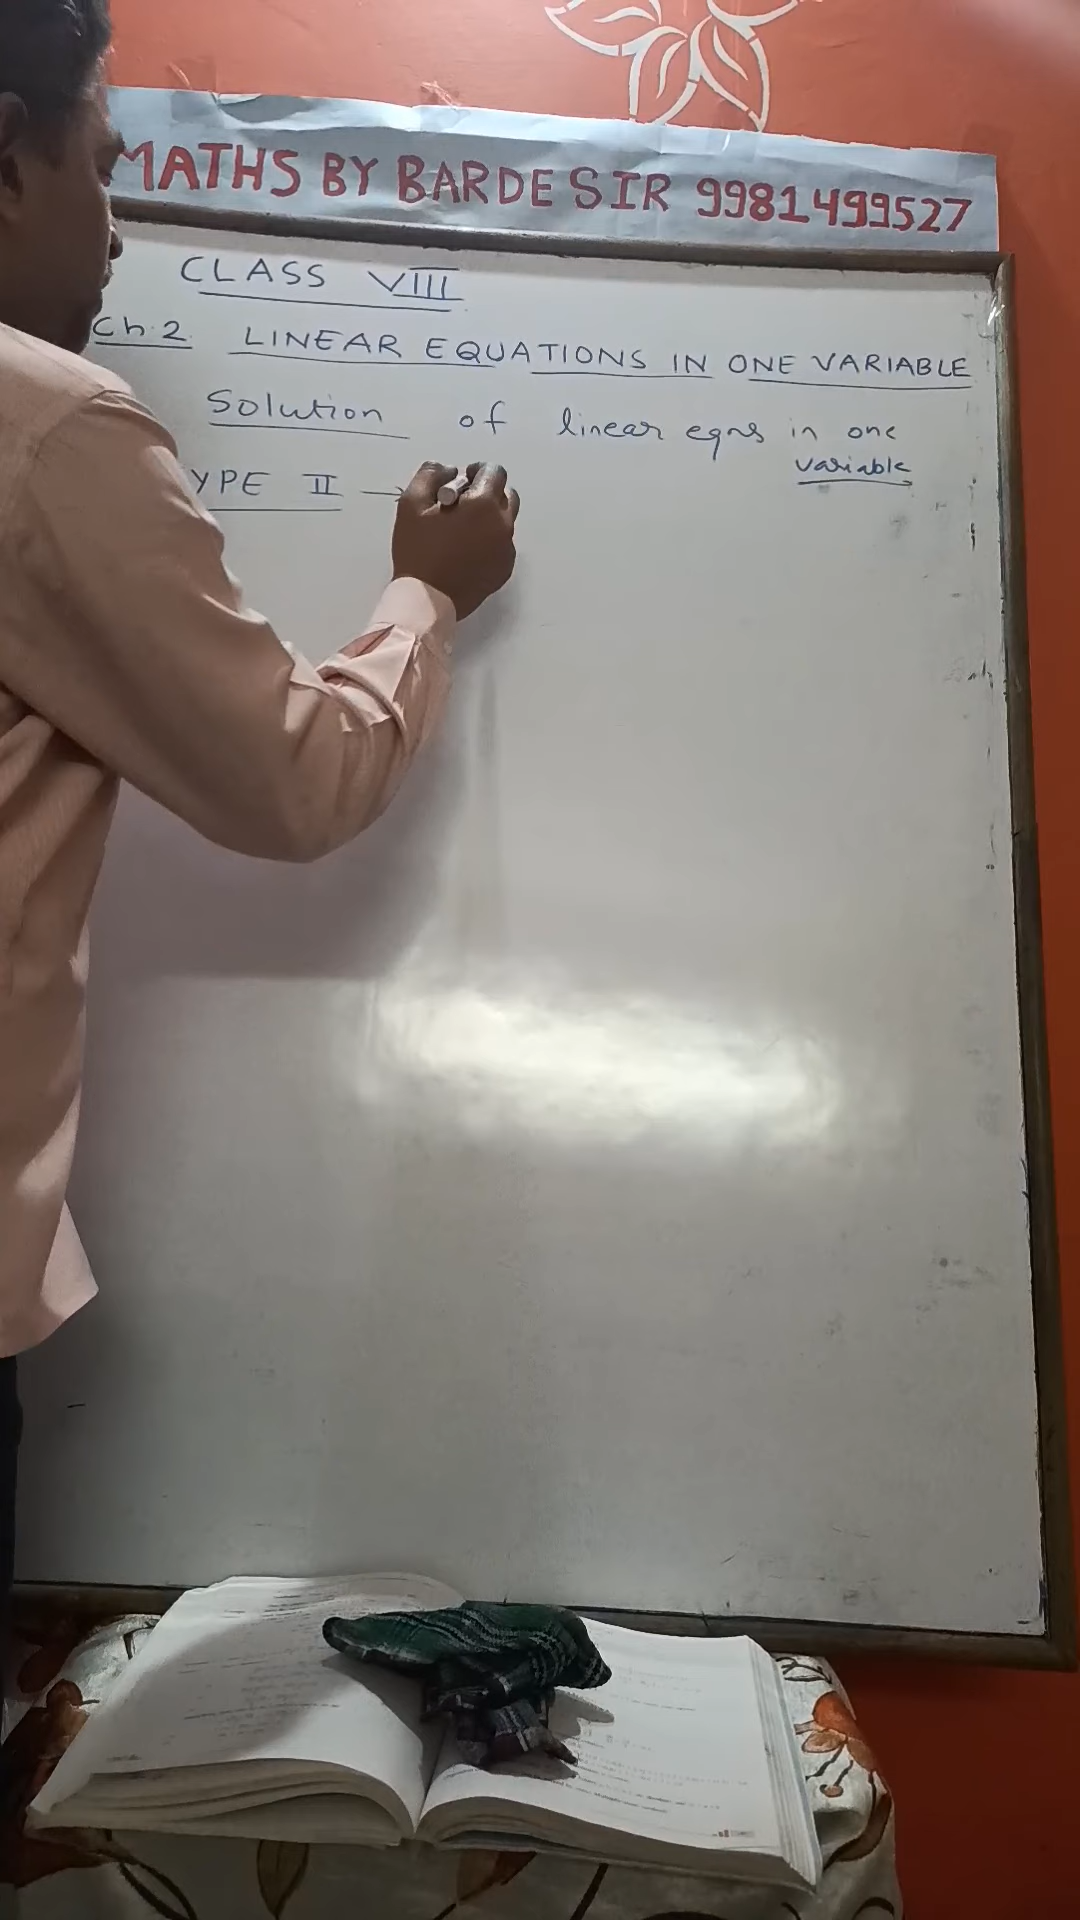 MATHS BY BARDE SIR 9981499527
CLASS VIII
Ch.2. LINEAR EQUATIONS IN ONE VARIABLE
Solution of linear eqns in one
variable
YPE II →